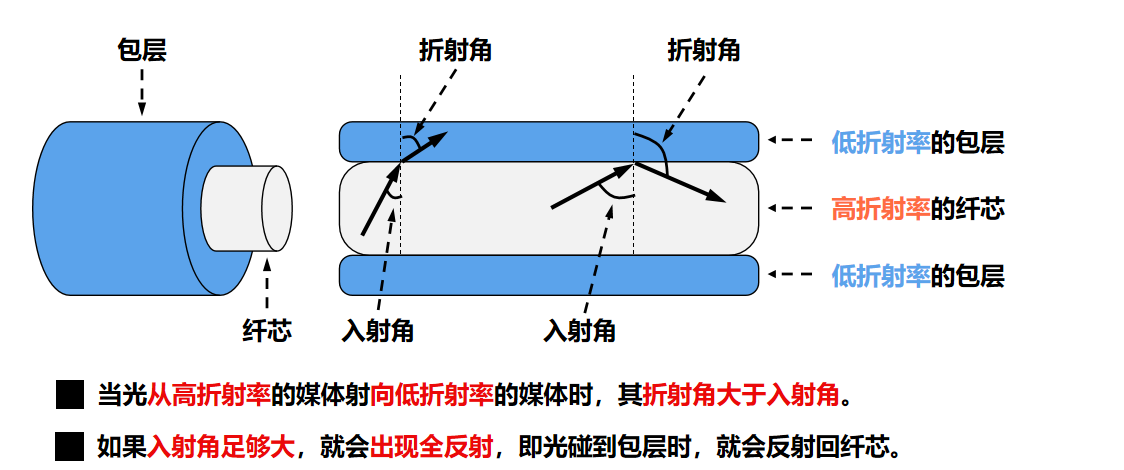 包层
折射角
折射角
低折射率的包层
高折射率的纤芯
低折射率的包层
纤芯
入射角
入射角
当光从高折射率的媒体射向低折射率的媒体时，其折射角大于入射角。
如果入射角足够大，就会出现全反射，即光碰到包层时，就会反射回纤芯。